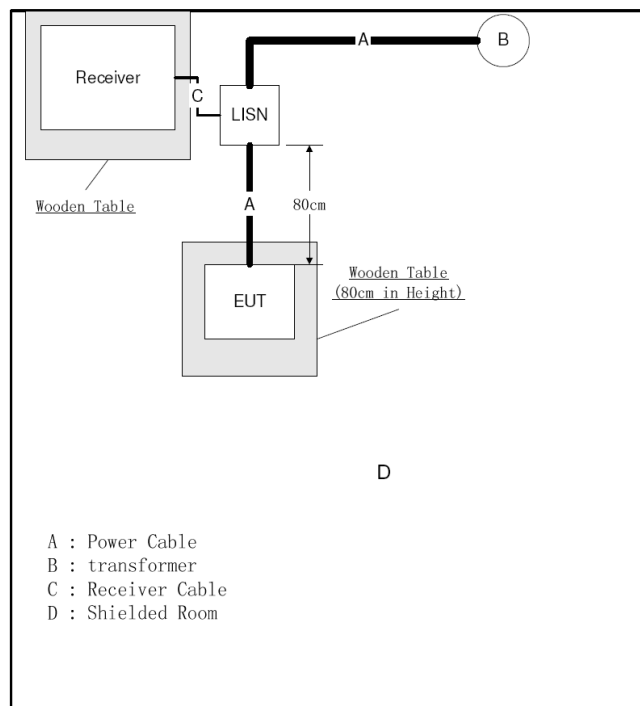 A
B
Receiver
C
LISN
Wooden Table
A
80cm
Wooden Table
(80cm in Height)
EUT
D
A : Power Cable
B : transformer
C : Receiver Cable
D : Shielded Room